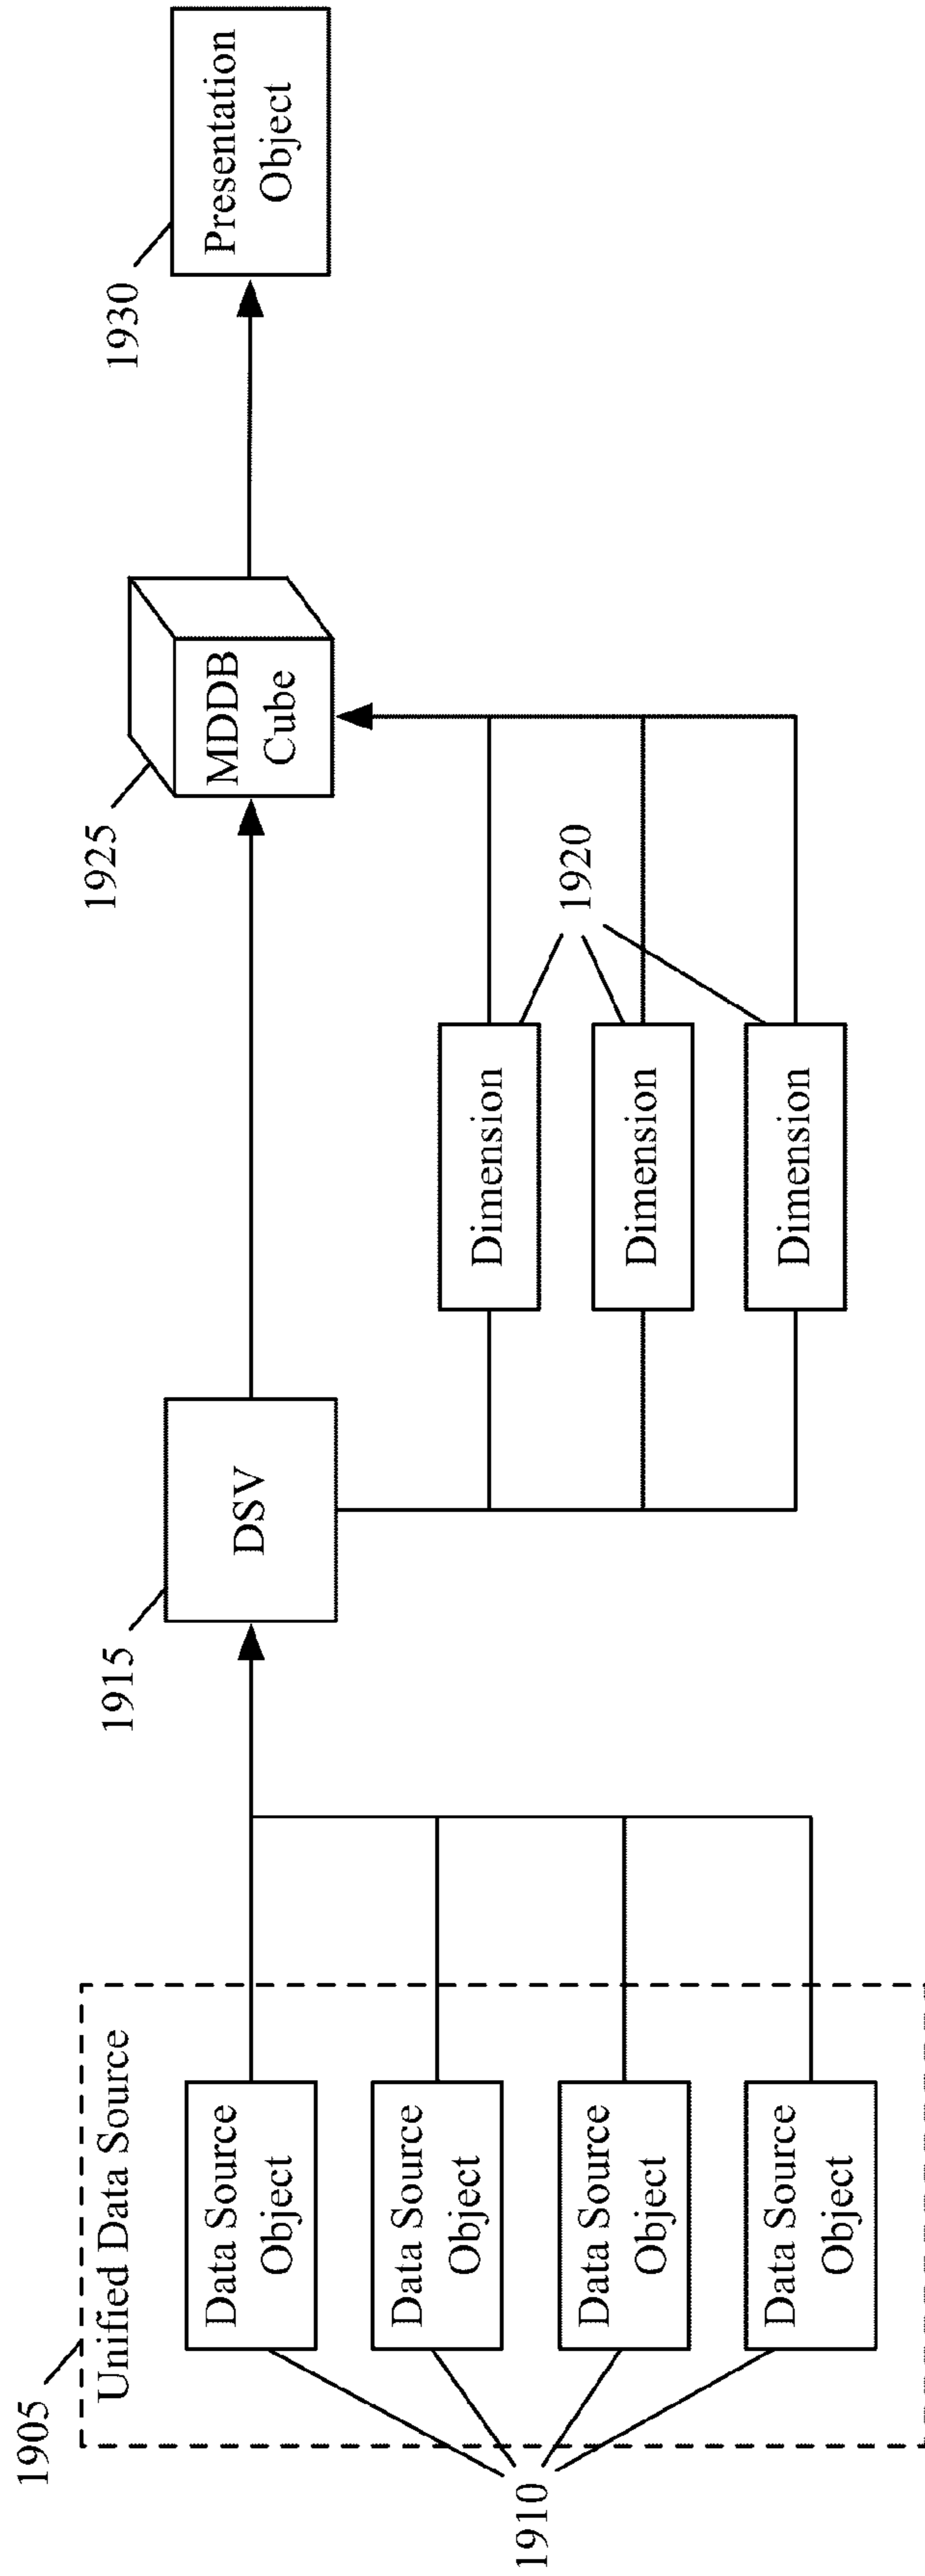 1905
Unified Data Source
Data Source
Object
Data Source
Object
Data Source
Object
Data Source
Object
1910
1915
DSV
Dimension
Dimension
Dimension
1920
1925
MDDB
Cube
1930
Presentation
Object